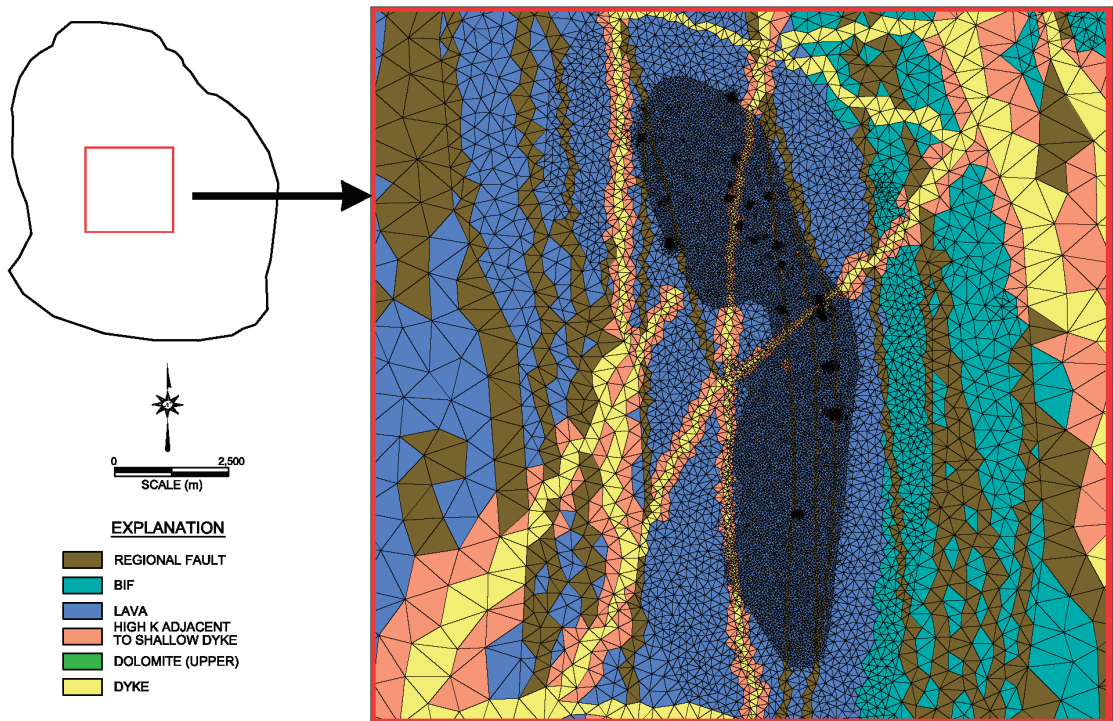 0 2,500
SCALE (m)
EXPLANATION
REGIONAL FAULT
BIF
LAVA
HIGH K ADJACENT
TO SHALLOW DYKE
DOLOMITE (UPPER)
DYKE